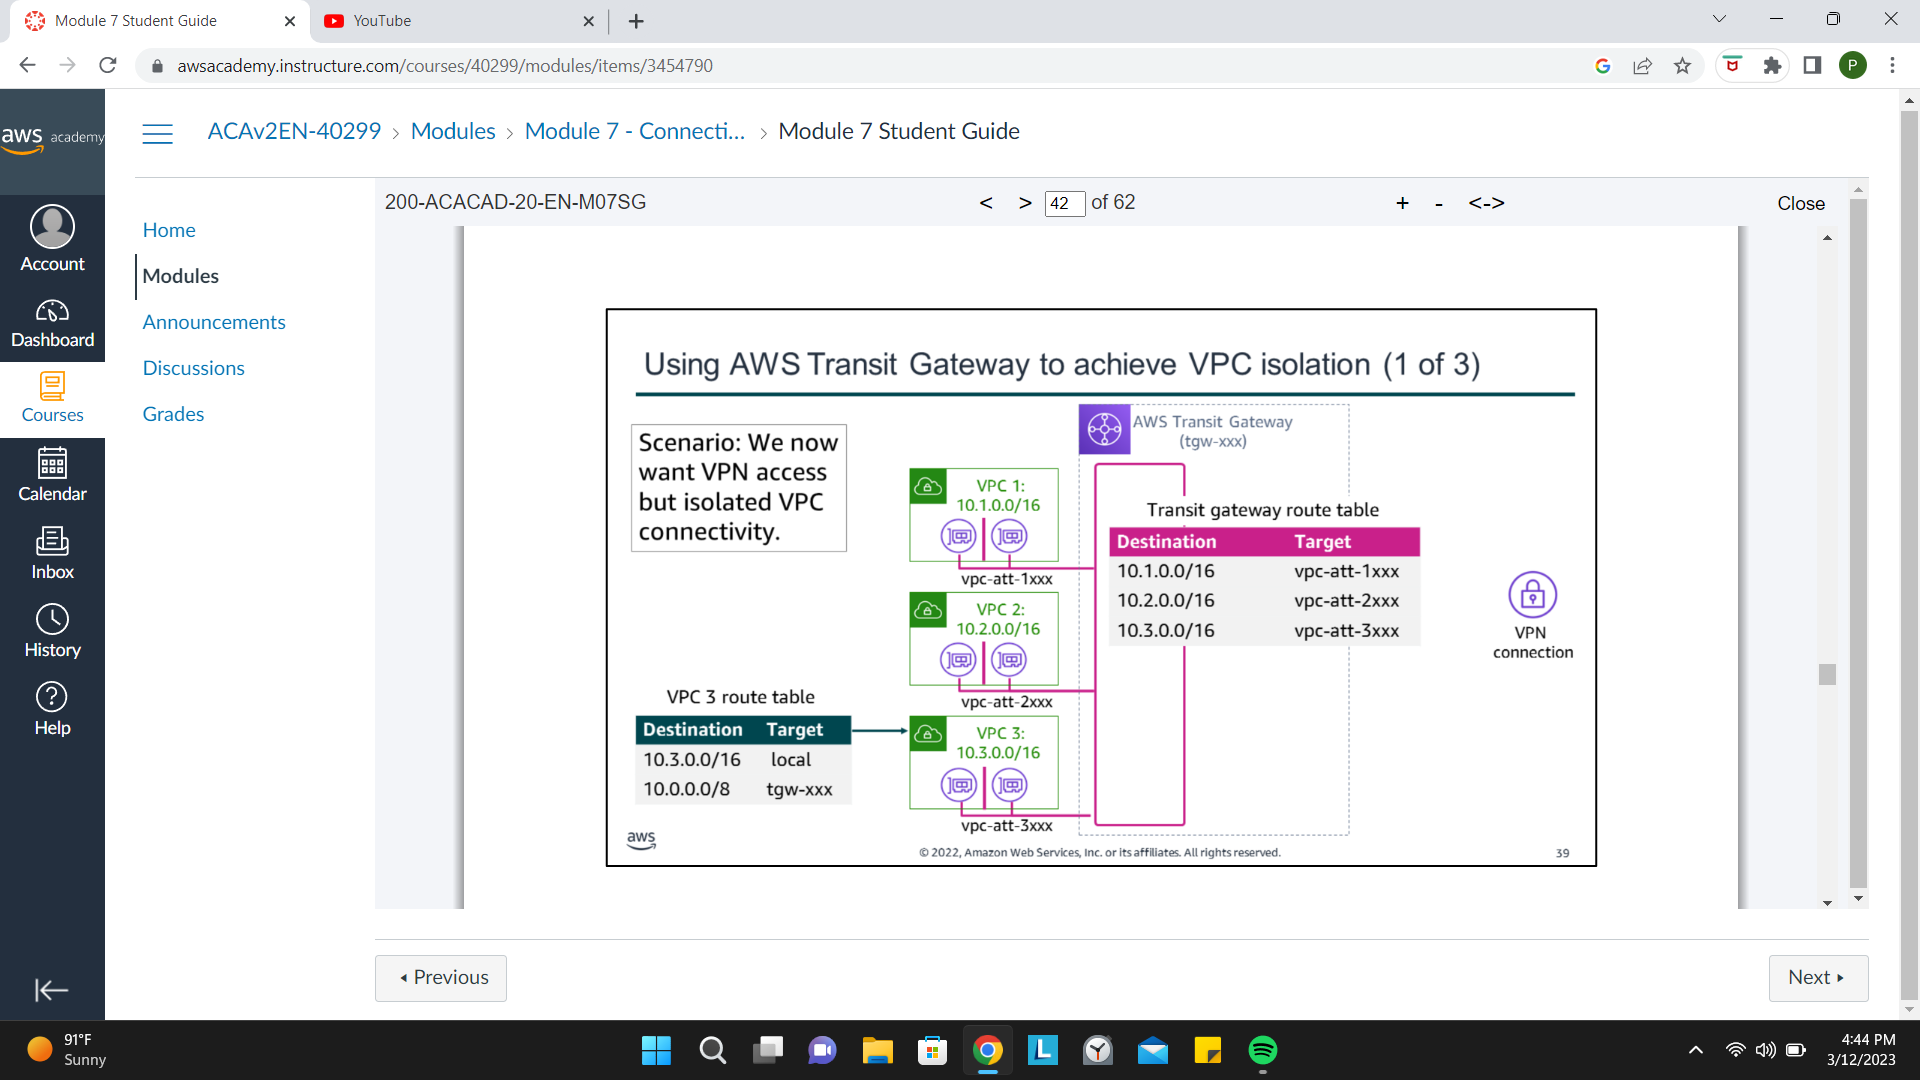 Module 7 Student Guide
YouTube
awsacademy.instructure.com/courses/40299/modules/items/3454790
P
aws academy
ACAv2EN-40299 > Modules > Module 7 - Connecti... > Module 7 Student Guide
Account
Dashboard
Courses
Calendar
Inbox
History
Help
Home
Modules
Announcements
Discussions
Grades
200-ACACAD-20-EN-M07SG
< > 42 of 62
+ - <->
Close
Using AWS Transit Gateway to achieve VPC isolation (1 of 3)
Scenario: We now
want VPN access
but isolated VPC
connectivity.
AWS Transit Gateway
(tgw-xxx)
VPC 1:
10.1.0.0/16
vpc-att-1xxx
VPC 2:
10.2.0.0/16
vpc-att-2xxx
VPC 3:
10.3.0.0/16
vpc-att-3xxx
Transit gateway route table
Destination Target
10.1.0.0/16 vpc-att-1xxx
10.2.0.0/16 vpc-att-2xxx
10.3.0.0/16 vpc-att-3xxx
VPN
connection
VPC 3 route table
Destination Target
10.3.0.0/16 local
10.0.0.0/8 tgw-xxx
aws
© 2022, Amazon Web Services, Inc. or its affiliates. All rights reserved.
39
Previous
Next
91°F
Sunny
L
4:44 PM
3/12/2023